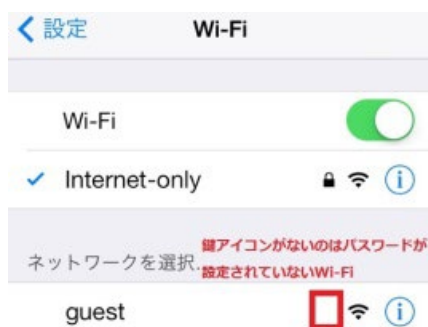 設定 Wi-Fi
Wi-Fi
Internet-only
鍵アイコンがないのはパスワードが
ネットワークを選択... 設定されていないWi-Fi
guest